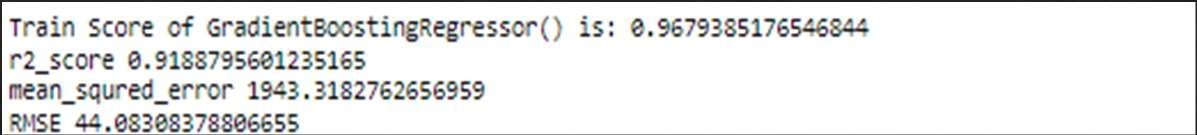 Train Score of GradientBoostingRegressor() is: 0.9679385176546844
r2_score 0.9188795601235165
mean_squred_error 1943.3182762656959
RMSE 44.08308378806655